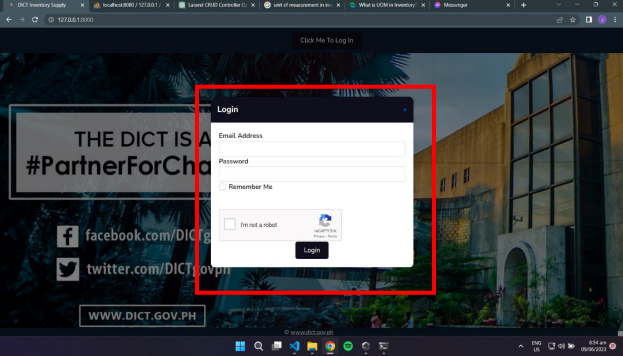 DICT Inventory Supply
localhost:8080 / 127.0.0.1 /
Laravel CRUD Controller
unit of measurement in inv
What is UOM in Inventory?
Messenger
127.0.0.1:8000
Click Me To Log In
Login
Email Address
Password
Remember Me
I'm not a robot
reCAPTCHA
Privacy - Terms
Login
THE DICT IS A
#PartnerForCha
facebook.com/DICTg
twitter.com/DICTgovph
WWW.DICT.GOV.PH
© www.dict.gov.ph
ENG
US
8:54 am
09/06/2023